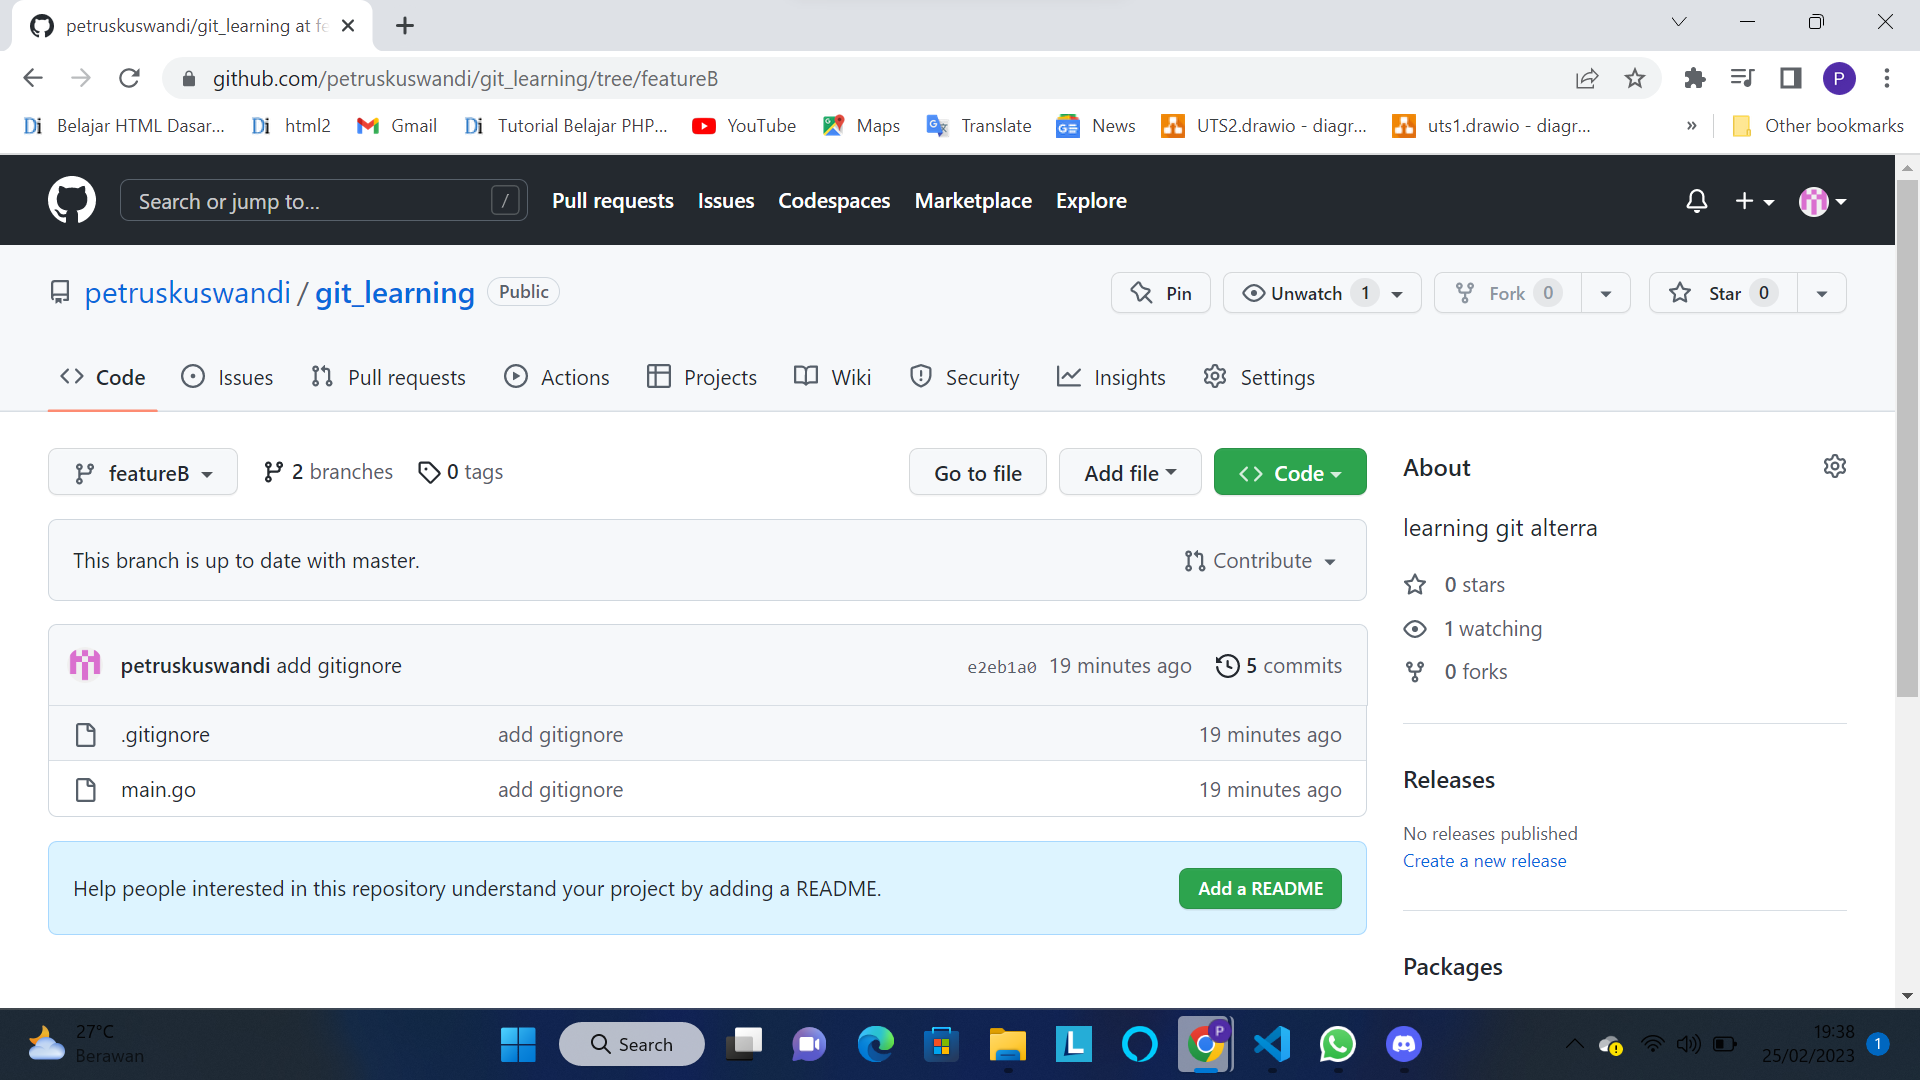 petruskuswandi/git_learning at fe
github.com/petruskuswandi/git_learning/tree/featureB
P
Di Belajar HTML Dasar...
Di html2
Gmail
Di Tutorial Belajar PHP...
YouTube
Maps
Translate
News
UTS2.drawio - diagr...
uts1.drawio - diagr...
»
Other bookmarks
Search or jump to...
/
Pull requests
Issues
Codespaces
Marketplace
Explore
petruskuswandi / git_learning
Public
Pin
Unwatch 1
Fork 0
Star 0
Code
Issues
Pull requests
Actions
Projects
Wiki
Security
Insights
Settings
featureB
2 branches
0 tags
Go to file
Add file
Code
This branch is up to date with master.
Contribute
petruskuswandi add gitignore
e2eb1a0 19 minutes ago
5 commits
.gitignore
add gitignore
19 minutes ago
main.go
add gitignore
19 minutes ago
Help people interested in this repository understand your project by adding a README.
Add a README
About
learning git alterra
0 stars
1 watching
0 forks
Releases
No releases published
Create a new release
Packages
27°C
Berawan
Search
L
P
19:38
25/02/2023
1